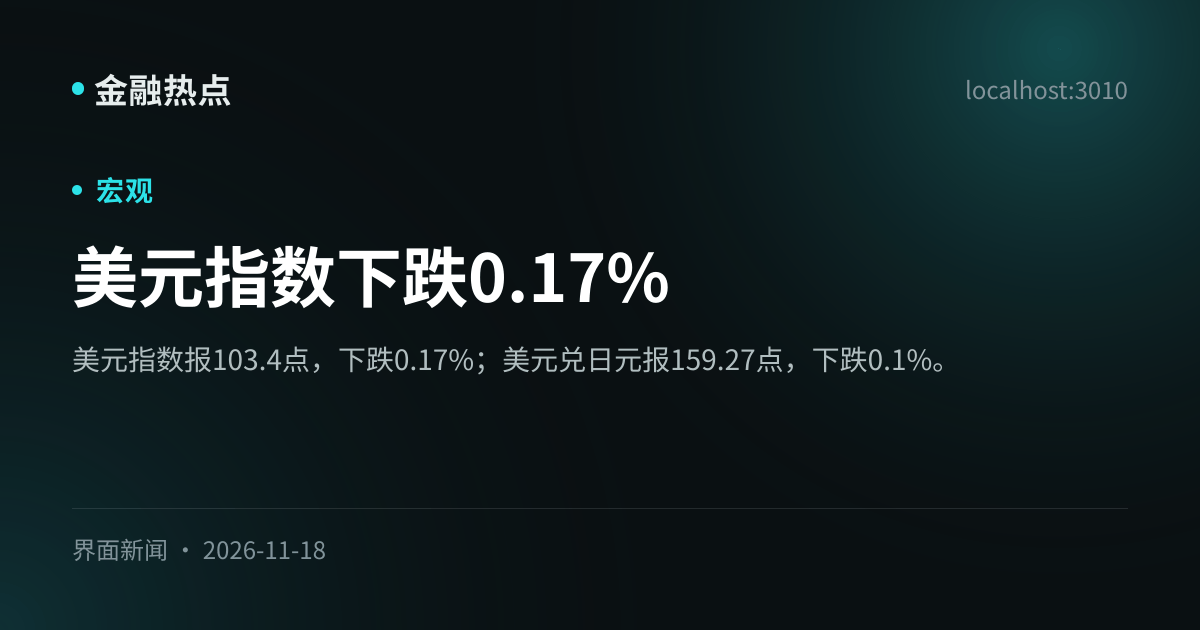 金融热点
localhost:3010
宏观
美元指数下跌0.17%
美元指数报103.4点，下跌0.17%；美元兑日元报159.27点，下跌0.1%。
界面新闻 • 2026-11-18